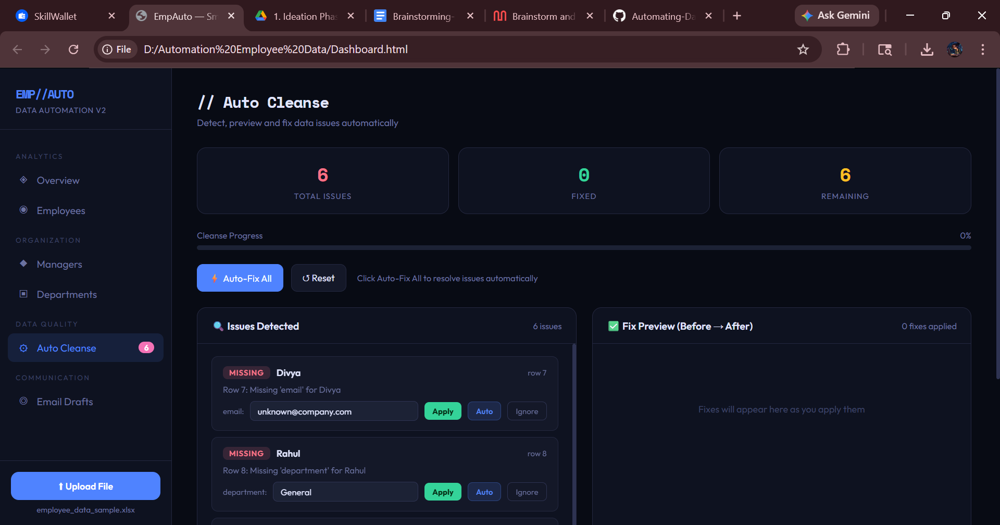 SkillWallet
EmpAuto — Sm
1. Ideation Phas
Brainstorming-
Brainstorm and
Automating-Da
Ask Gemini
File
D:/Automation%20Employee%20Data/Dashboard.html
EMP//AUTO
DATA AUTOMATION V2
ANALYTICS
Overview
Employees
ORGANIZATION
Managers
Departments
DATA QUALITY
Auto Cleanse
6
COMMUNICATION
Email Drafts
⬆ Upload File
employee_data_sample.xlsx
// Auto Cleanse
Detect, preview and fix data issues automatically
6
TOTAL ISSUES
0
FIXED
6
REMAINING
Cleanse Progress
0%
⚡ Auto-Fix All
↺ Reset
Click Auto-Fix All to resolve issues automatically
🔍 Issues Detected
6 issues
MISSING
Divya
row 7
Row 7: Missing 'email' for Divya
email:
unknown@company.com
Apply
Auto
Ignore
MISSING
Rahul
row 8
Row 8: Missing 'department' for Rahul
department:
General
Apply
Auto
Ignore
✅ Fix Preview (Before → After)
0 fixes applied
Fixes will appear here as you apply them